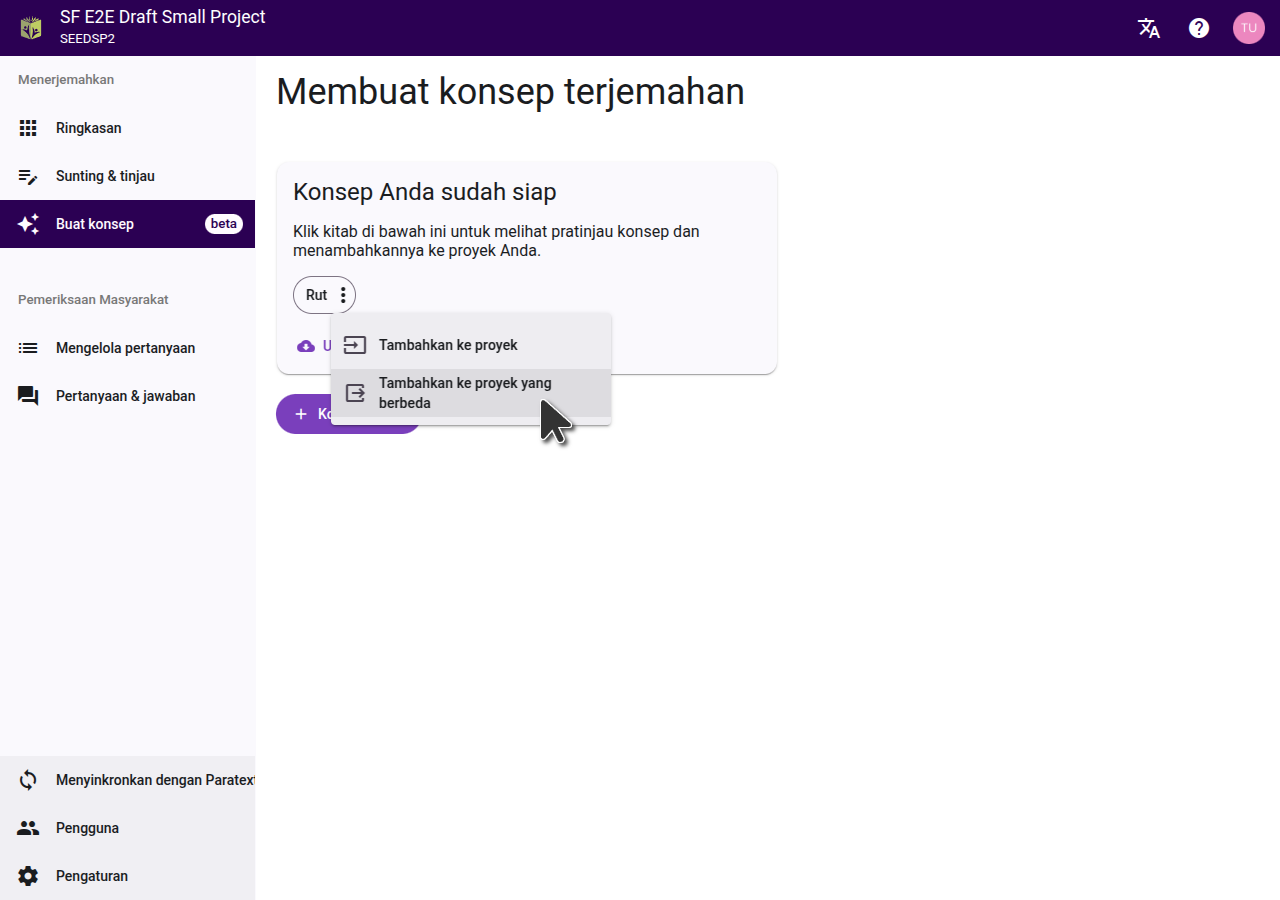 SF E2E Draft Small Project
SEEDSP2
TU
Menerjemahkan
Ringkasan
Sunting & tinjau
Buat konsep
beta
Pemeriksaan Masyarakat
Mengelola pertanyaan
Pertanyaan & jawaban
Menyinkronkan dengan Paratext
Pengguna
Pengaturan
Membuat konsep terjemahan
Konsep Anda sudah siap
Klik kitab di bawah ini untuk melihat pratinjau konsep dan
menambahkannya ke proyek Anda.
Rut
Tambahkan ke proyek
Tambahkan ke proyek yang
berbeda